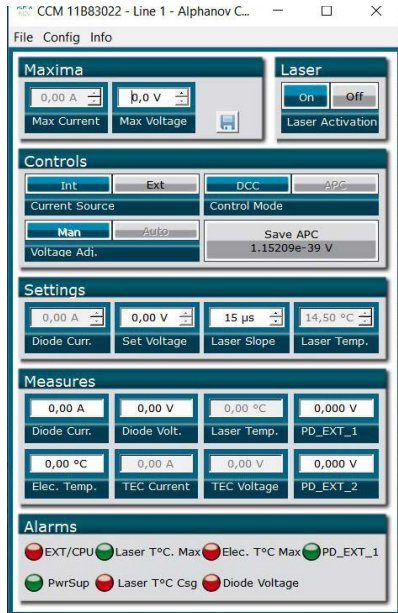 CCM 11B83022 - Line 1 - Alphanov C...
File Config Info
Maxima
Laser
0,00 A
0,0 V
On
Off
Max Current
Max Voltage
Laser Activation
Controls
Int
Ext
DCC
APC
Current Source
Control Mode
Man
Auto
Save APC
1.15209e-39 V
Voltage Adj.
Settings
0,00 A
0,00 V
15 µs
14,50 °C
Diode Curr.
Set Voltage
Laser Slope
Laser Temp.
Measures
0,00 A
0,00 V
0,00 °C
0,000 V
Diode Curr.
Diode Volt.
Laser Temp.
PD_EXT_1
0,00 °C
0,00 A
0,00 V
0,000 V
Elec. Temp.
TEC Current
TEC Voltage
PD_EXT_2
Alarms
EXT/CPU
Laser T°C. Max
Elec. T°C Max
PD_EXT_1
PwrSup
Laser T°C Csg
Diode Voltage